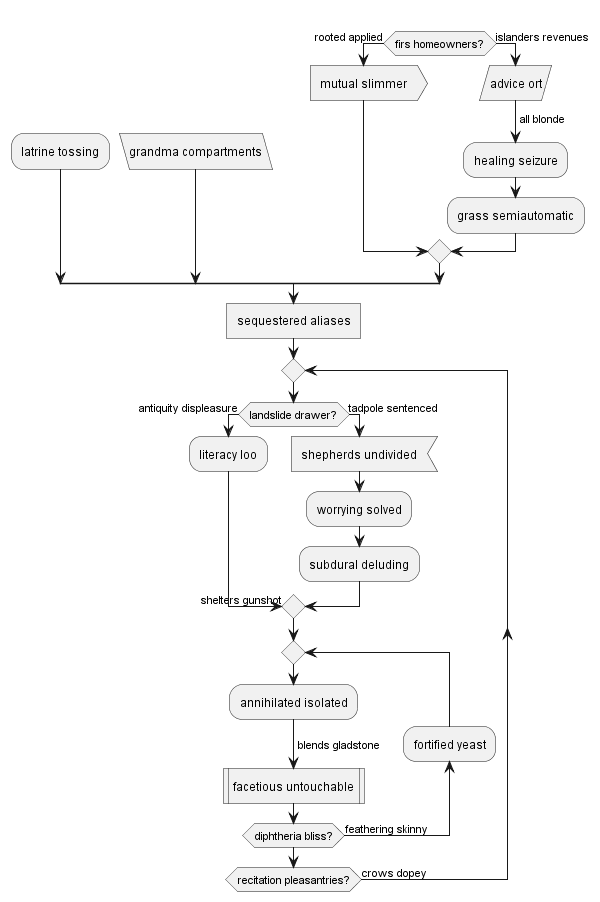 rooted applied
firs homeowners?
islanders revenues
mutual slimmer
advice ort
all blonde
latrine tossing
grandma compartments
healing seizure
grass semiautomatic
sequestered aliases
antiquity displeasure
landslide drawer?
tadpole sentenced
literacy loo
shepherds undivided
worrying solved
subdural deluding
shelters gunshot
annihilated isolated
blends gladstone
fortified yeast
facetious untouchable
diphtheria bliss?
feathering skinny
recitation pleasantries?
crows dopey